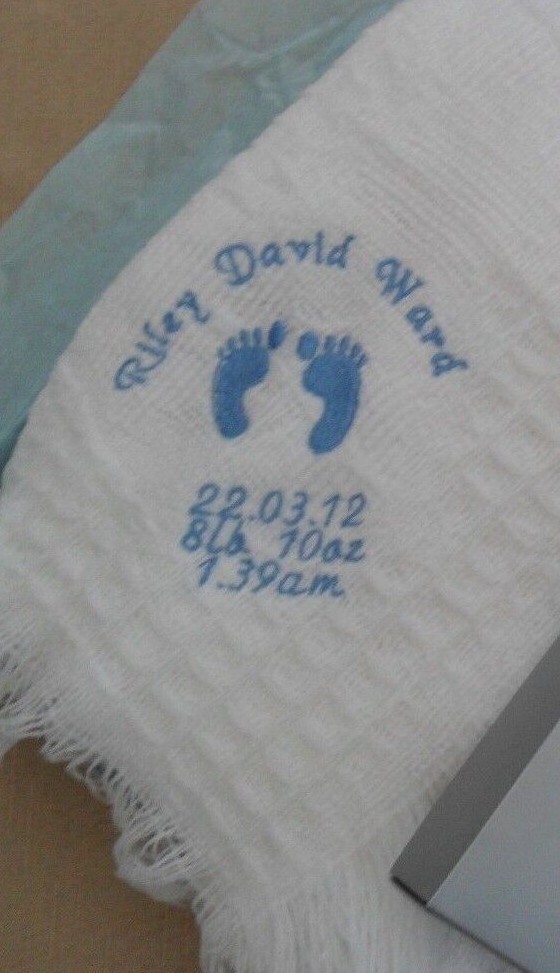 Riley David Ward
22.03.12
8lb 10oz
1.39am